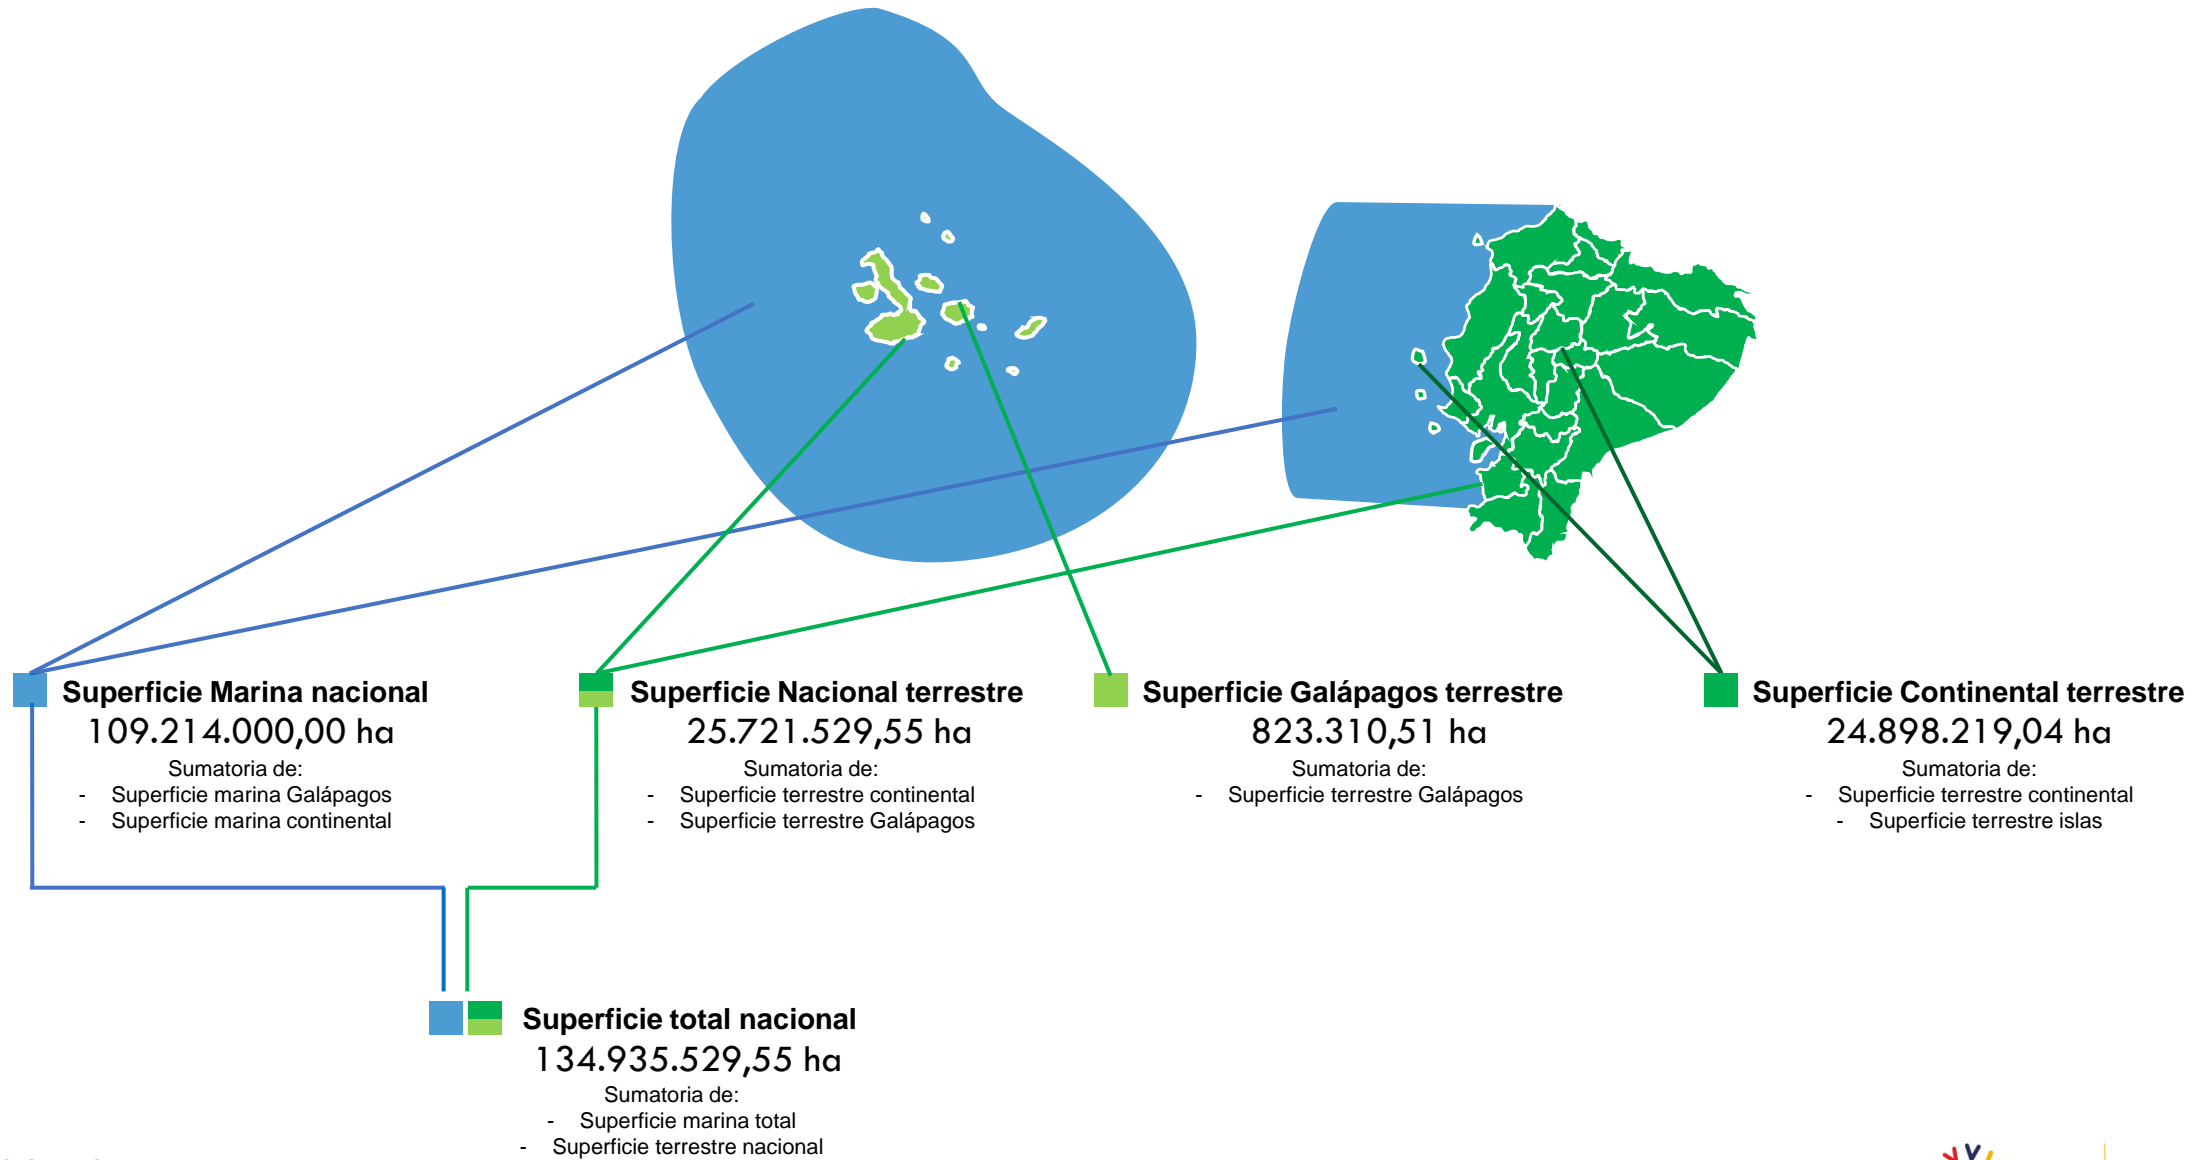 Superficie Marina nacional
109.214.000,00 ha
Sumatoria de:
- Superficie marina Galápagos
- Superficie marina continental
Superficie Nacional terrestre
25.721.529,55 ha
Sumatoria de:
- Superficie terrestre continental
- Superficie terrestre Galápagos
Superficie Galápagos terrestre
823.310,51 ha
Sumatoria de:
- Superficie terrestre Galápagos
Superficie Continental terrestre
24.898.219,04 ha
Sumatoria de:
- Superficie terrestre continental
- Superficie terrestre islas
Superficie total nacional
134.935.529,55 ha
Sumatoria de:
- Superficie marina total
- Superficie terrestre nacional